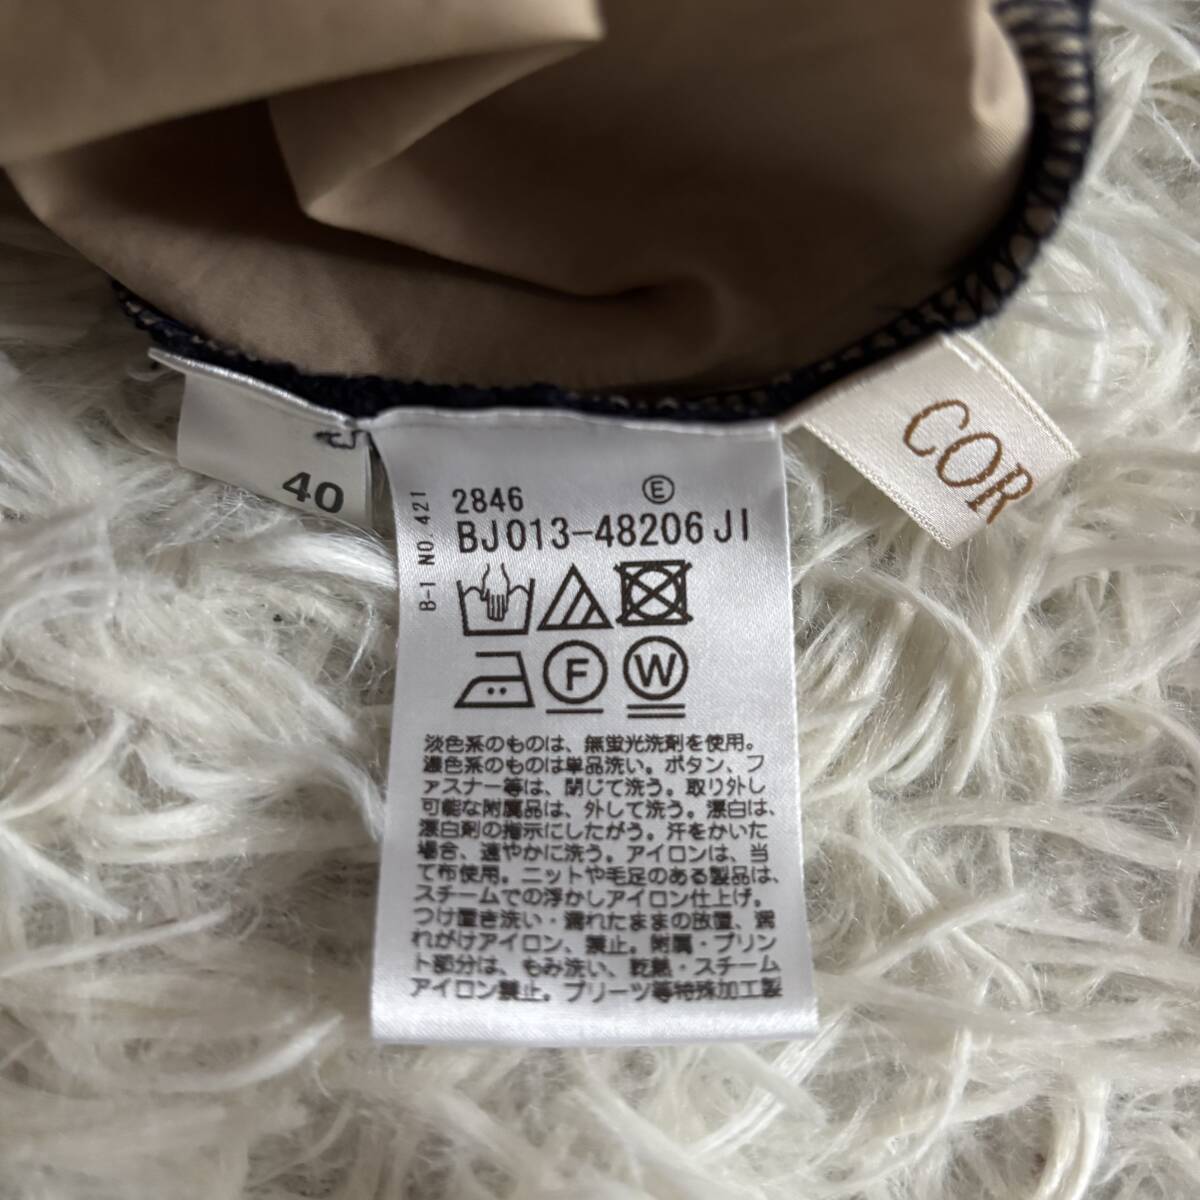 40
COR
B-1 NO.421
2846 Ⓔ
BJ013-48206JI
F
W
淡色系のものは、無蛍光洗剤を使用。
濃色系のものは単品洗い。ボタン、フ
ァスナー等は、閉じて洗う。取り外し
可能な附属品は、外して洗う。漂白は、
漂白剤の指示にしたがう。汗をかいた
場合、速やかに洗う。アイロンは、当
て布使用。ニットや毛足のある製品は、
スチームでの浮かしアイロン仕上げ。
つけ置き洗い・濡れたままの放置、濡
れがけアイロン、禁止。附属・プリン
ト部分は、もみ洗い、乾熱・スチーム
アイロン禁止。プリーツ等特殊加工製